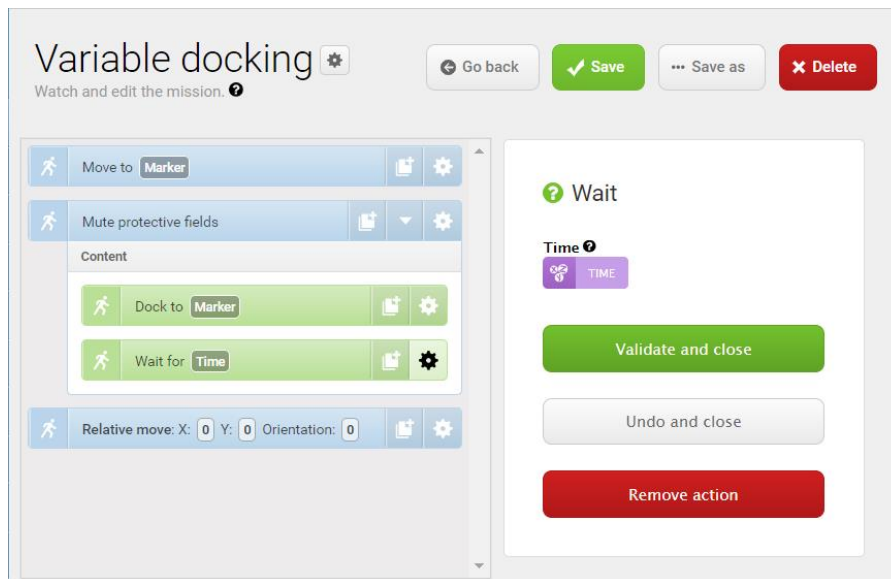 Variable docking
Go back
Save
Save as
Delete
Watch and edit the mission.
Move to Marker
Mute protective fields
Content
Dock to Marker
Wait for Time
Relative move: X: 0 Y: 0 Orientation: 0
Wait
Time
TIME
Validate and close
Undo and close
Remove action